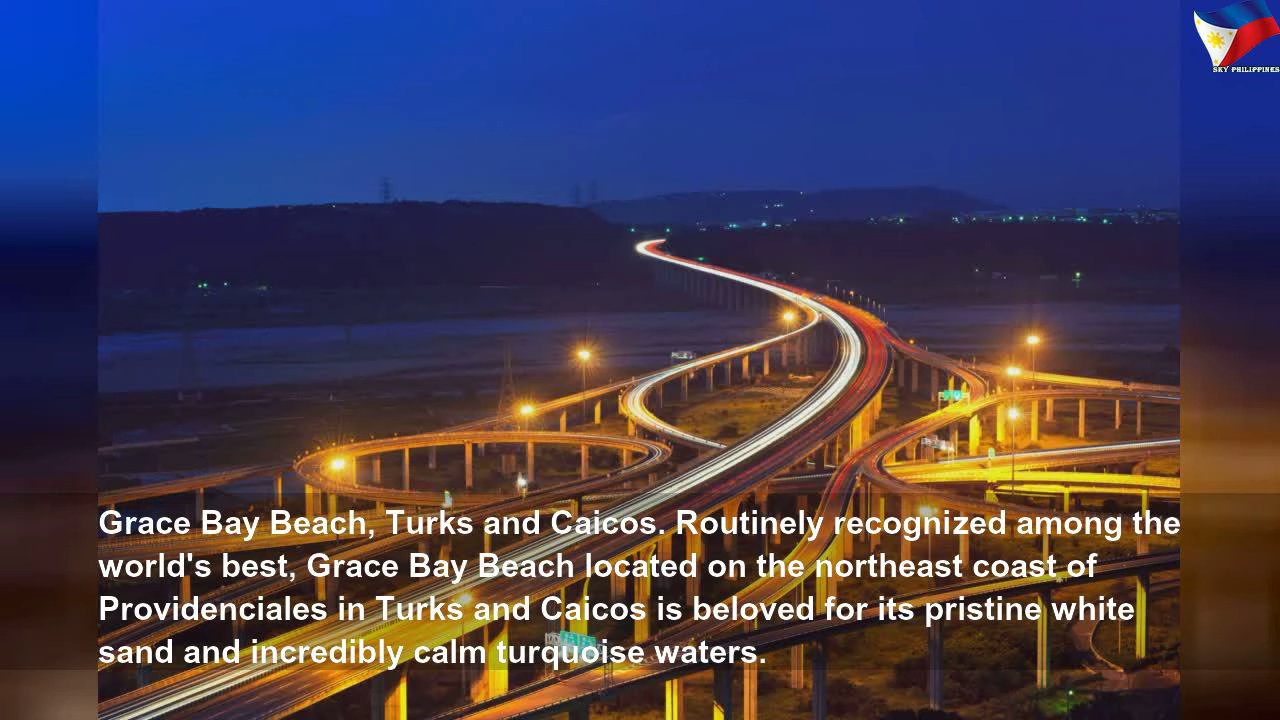 SKY PHILIPPINES
Grace Bay Beach, Turks and Caicos. Routinely recognized among the
world's best, Grace Bay Beach located on the northeast coast of
Providenciales in Turks and Caicos is beloved for its pristine white
sand and incredibly calm turquoise waters.